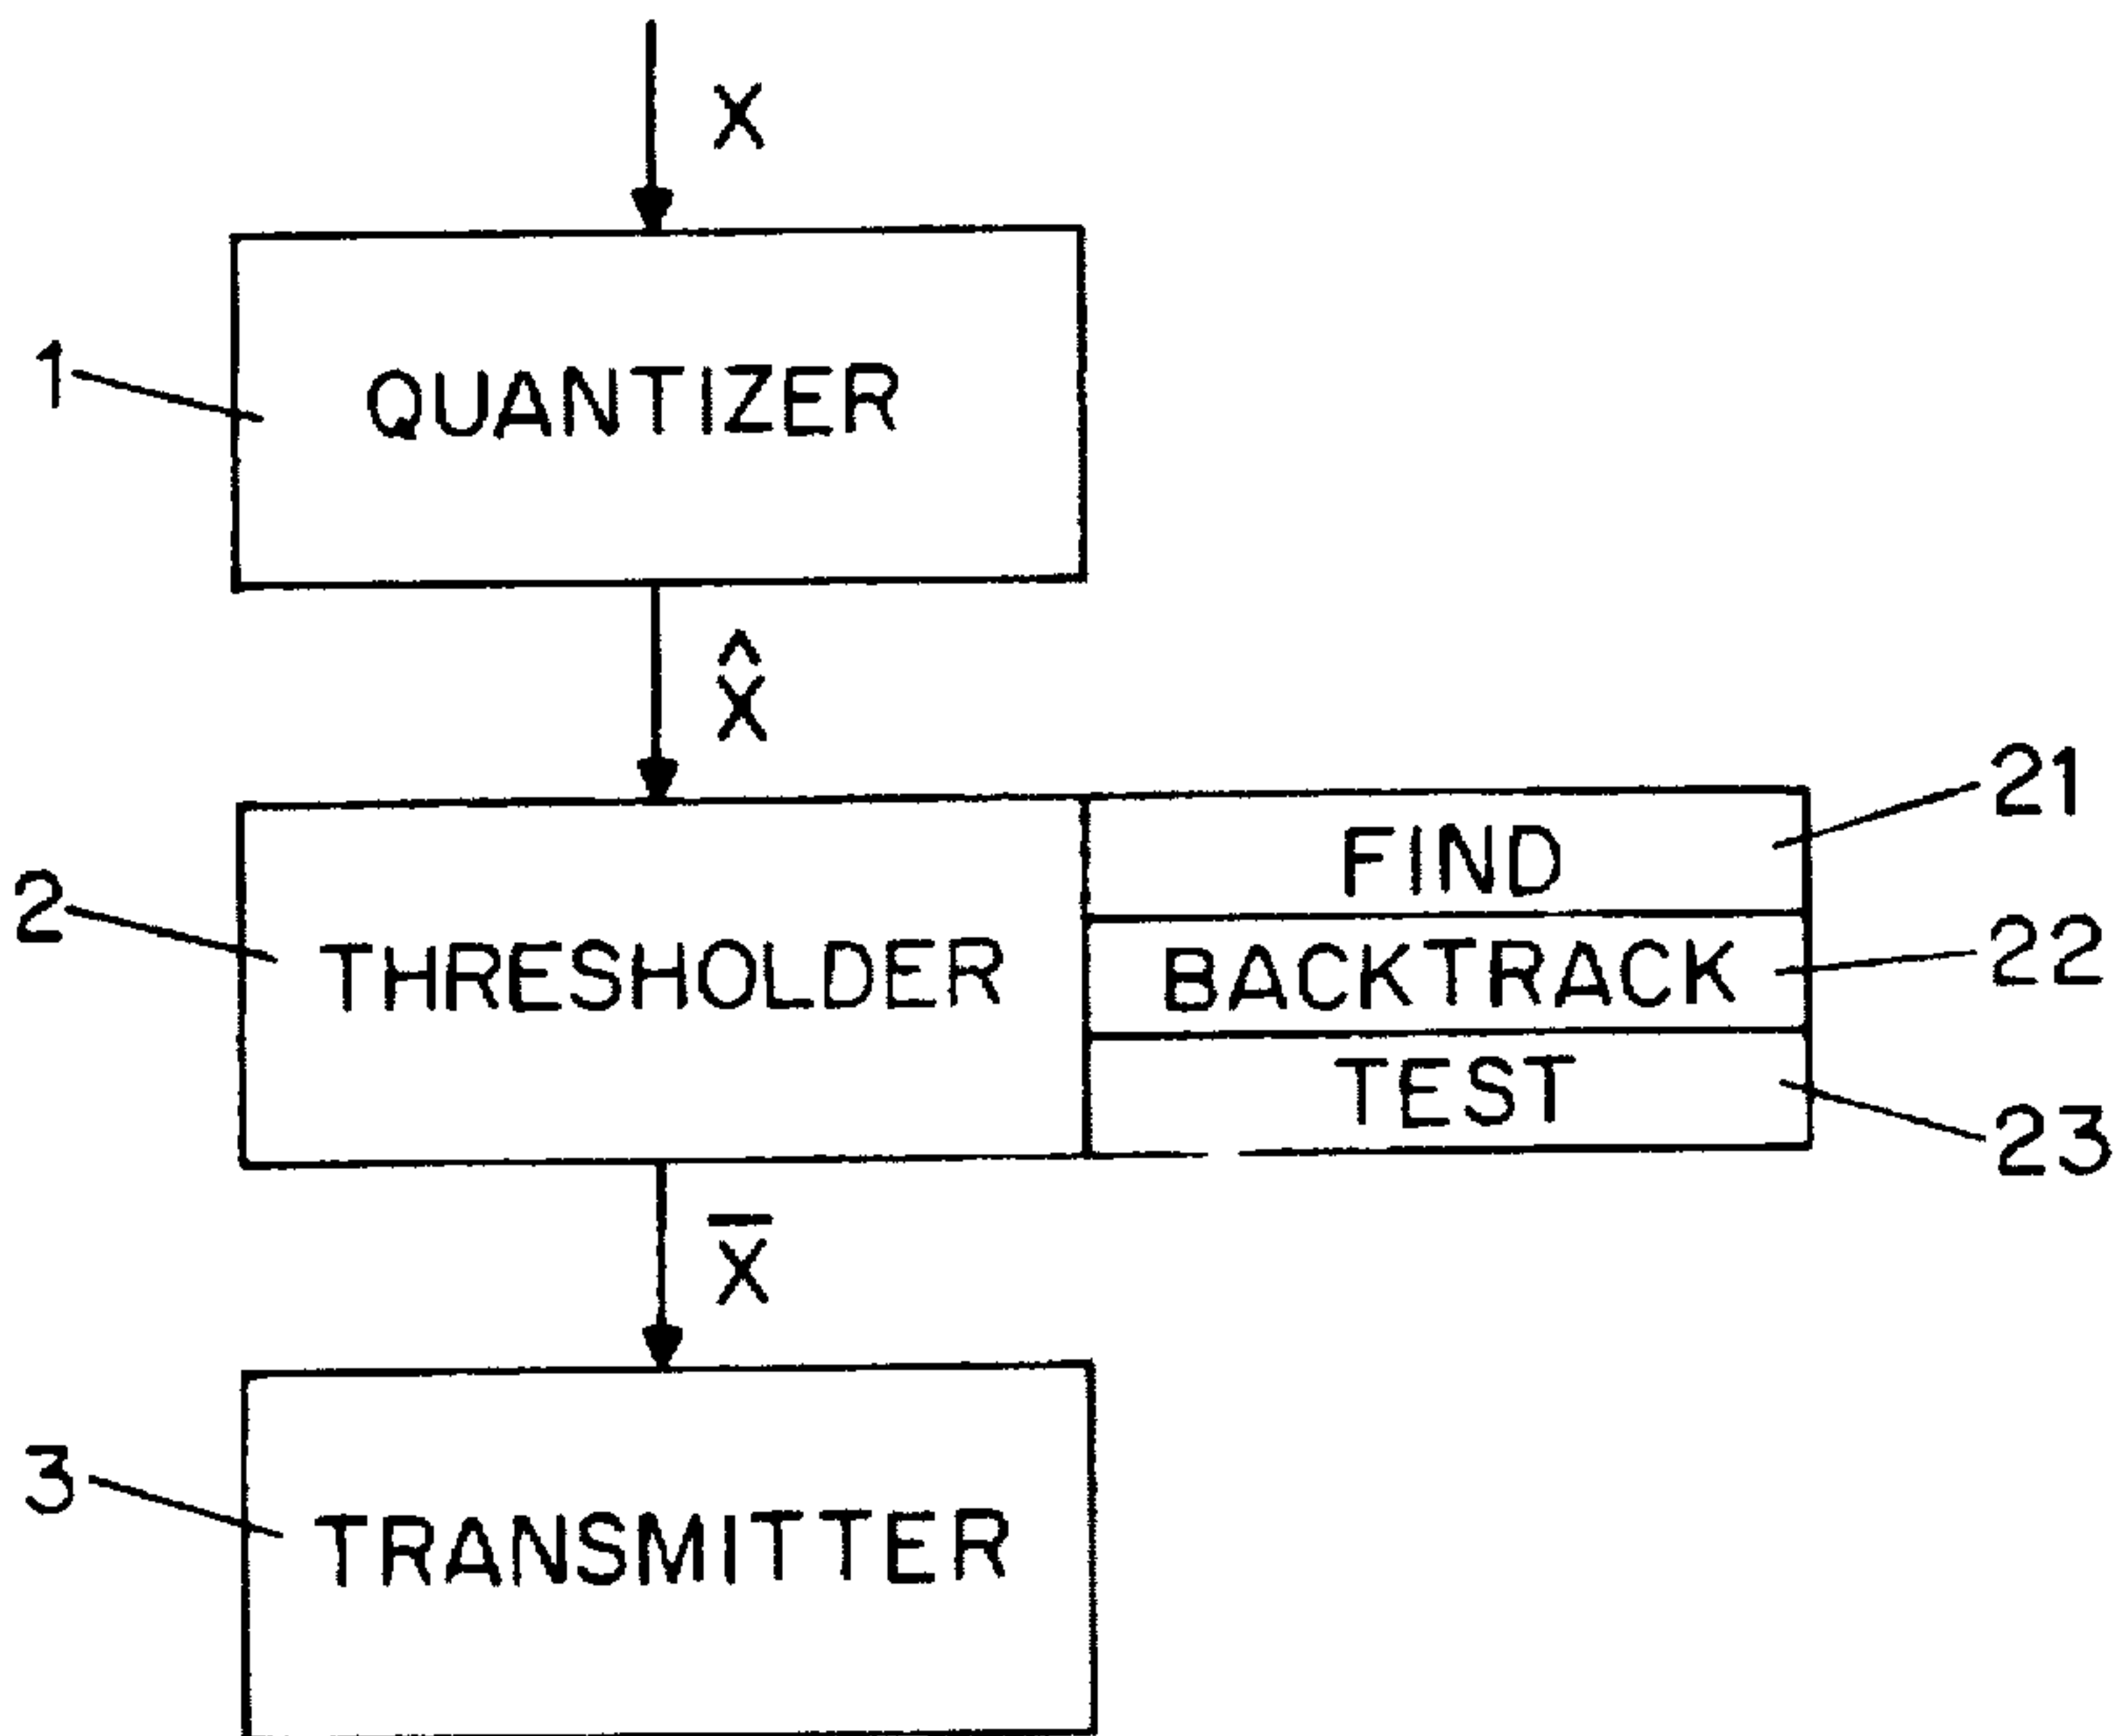 X
1
QUANTIZER
X̂
21
FIND
2
THRESHOLDER
BACKTRACK
22
TEST
23
X̅
3
TRANSMITTER